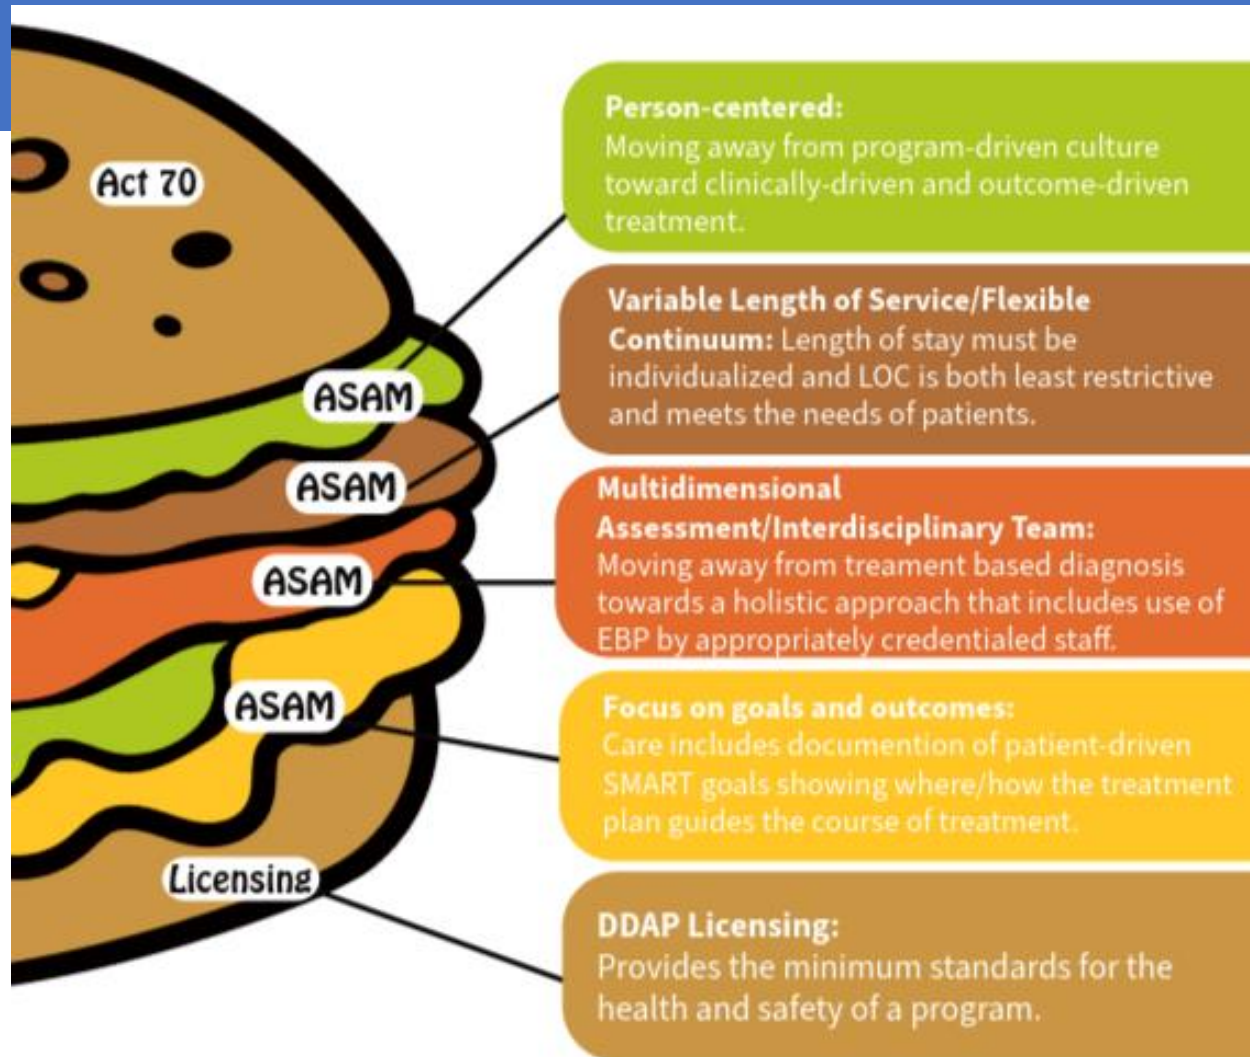 Act 70
ASAM
ASAM
ASAM
ASAM
Licensing
Person-centered:
Moving away from program-driven culture
toward clinically-driven and outcome-driven
treatment.
Variable Length of Service/Flexible
Continuum: Length of stay must be
individualized and LOC is both least restrictive
and meets the needs of patients.
Multidimensional
Assessment/Interdisciplinary Team:
Moving away from treament based diagnosis
towards a holistic approach that includes use of
EBP by appropriately credentialed staff.
Focus on goals and outcomes:
Care includes documention of patient-driven
SMART goals showing where/how the treatment
plan guides the course of treatment.
DDAP Licensing:
Provides the minimum standards for the
health and safety of a program.